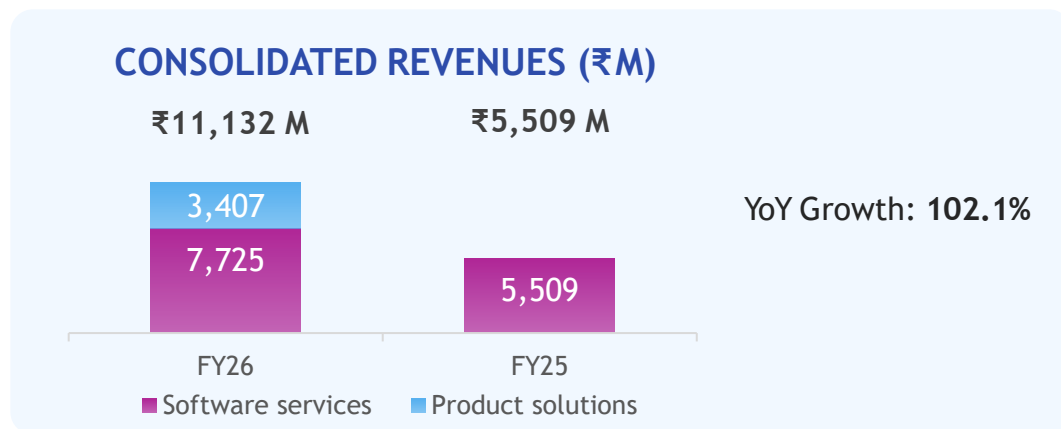 CONSOLIDATED REVENUES (₹M)
₹11,132 M
₹5,509 M
3,407
7,725
5,509
YoY Growth: 102.1%
FY26
FY25
Software services
Product solutions